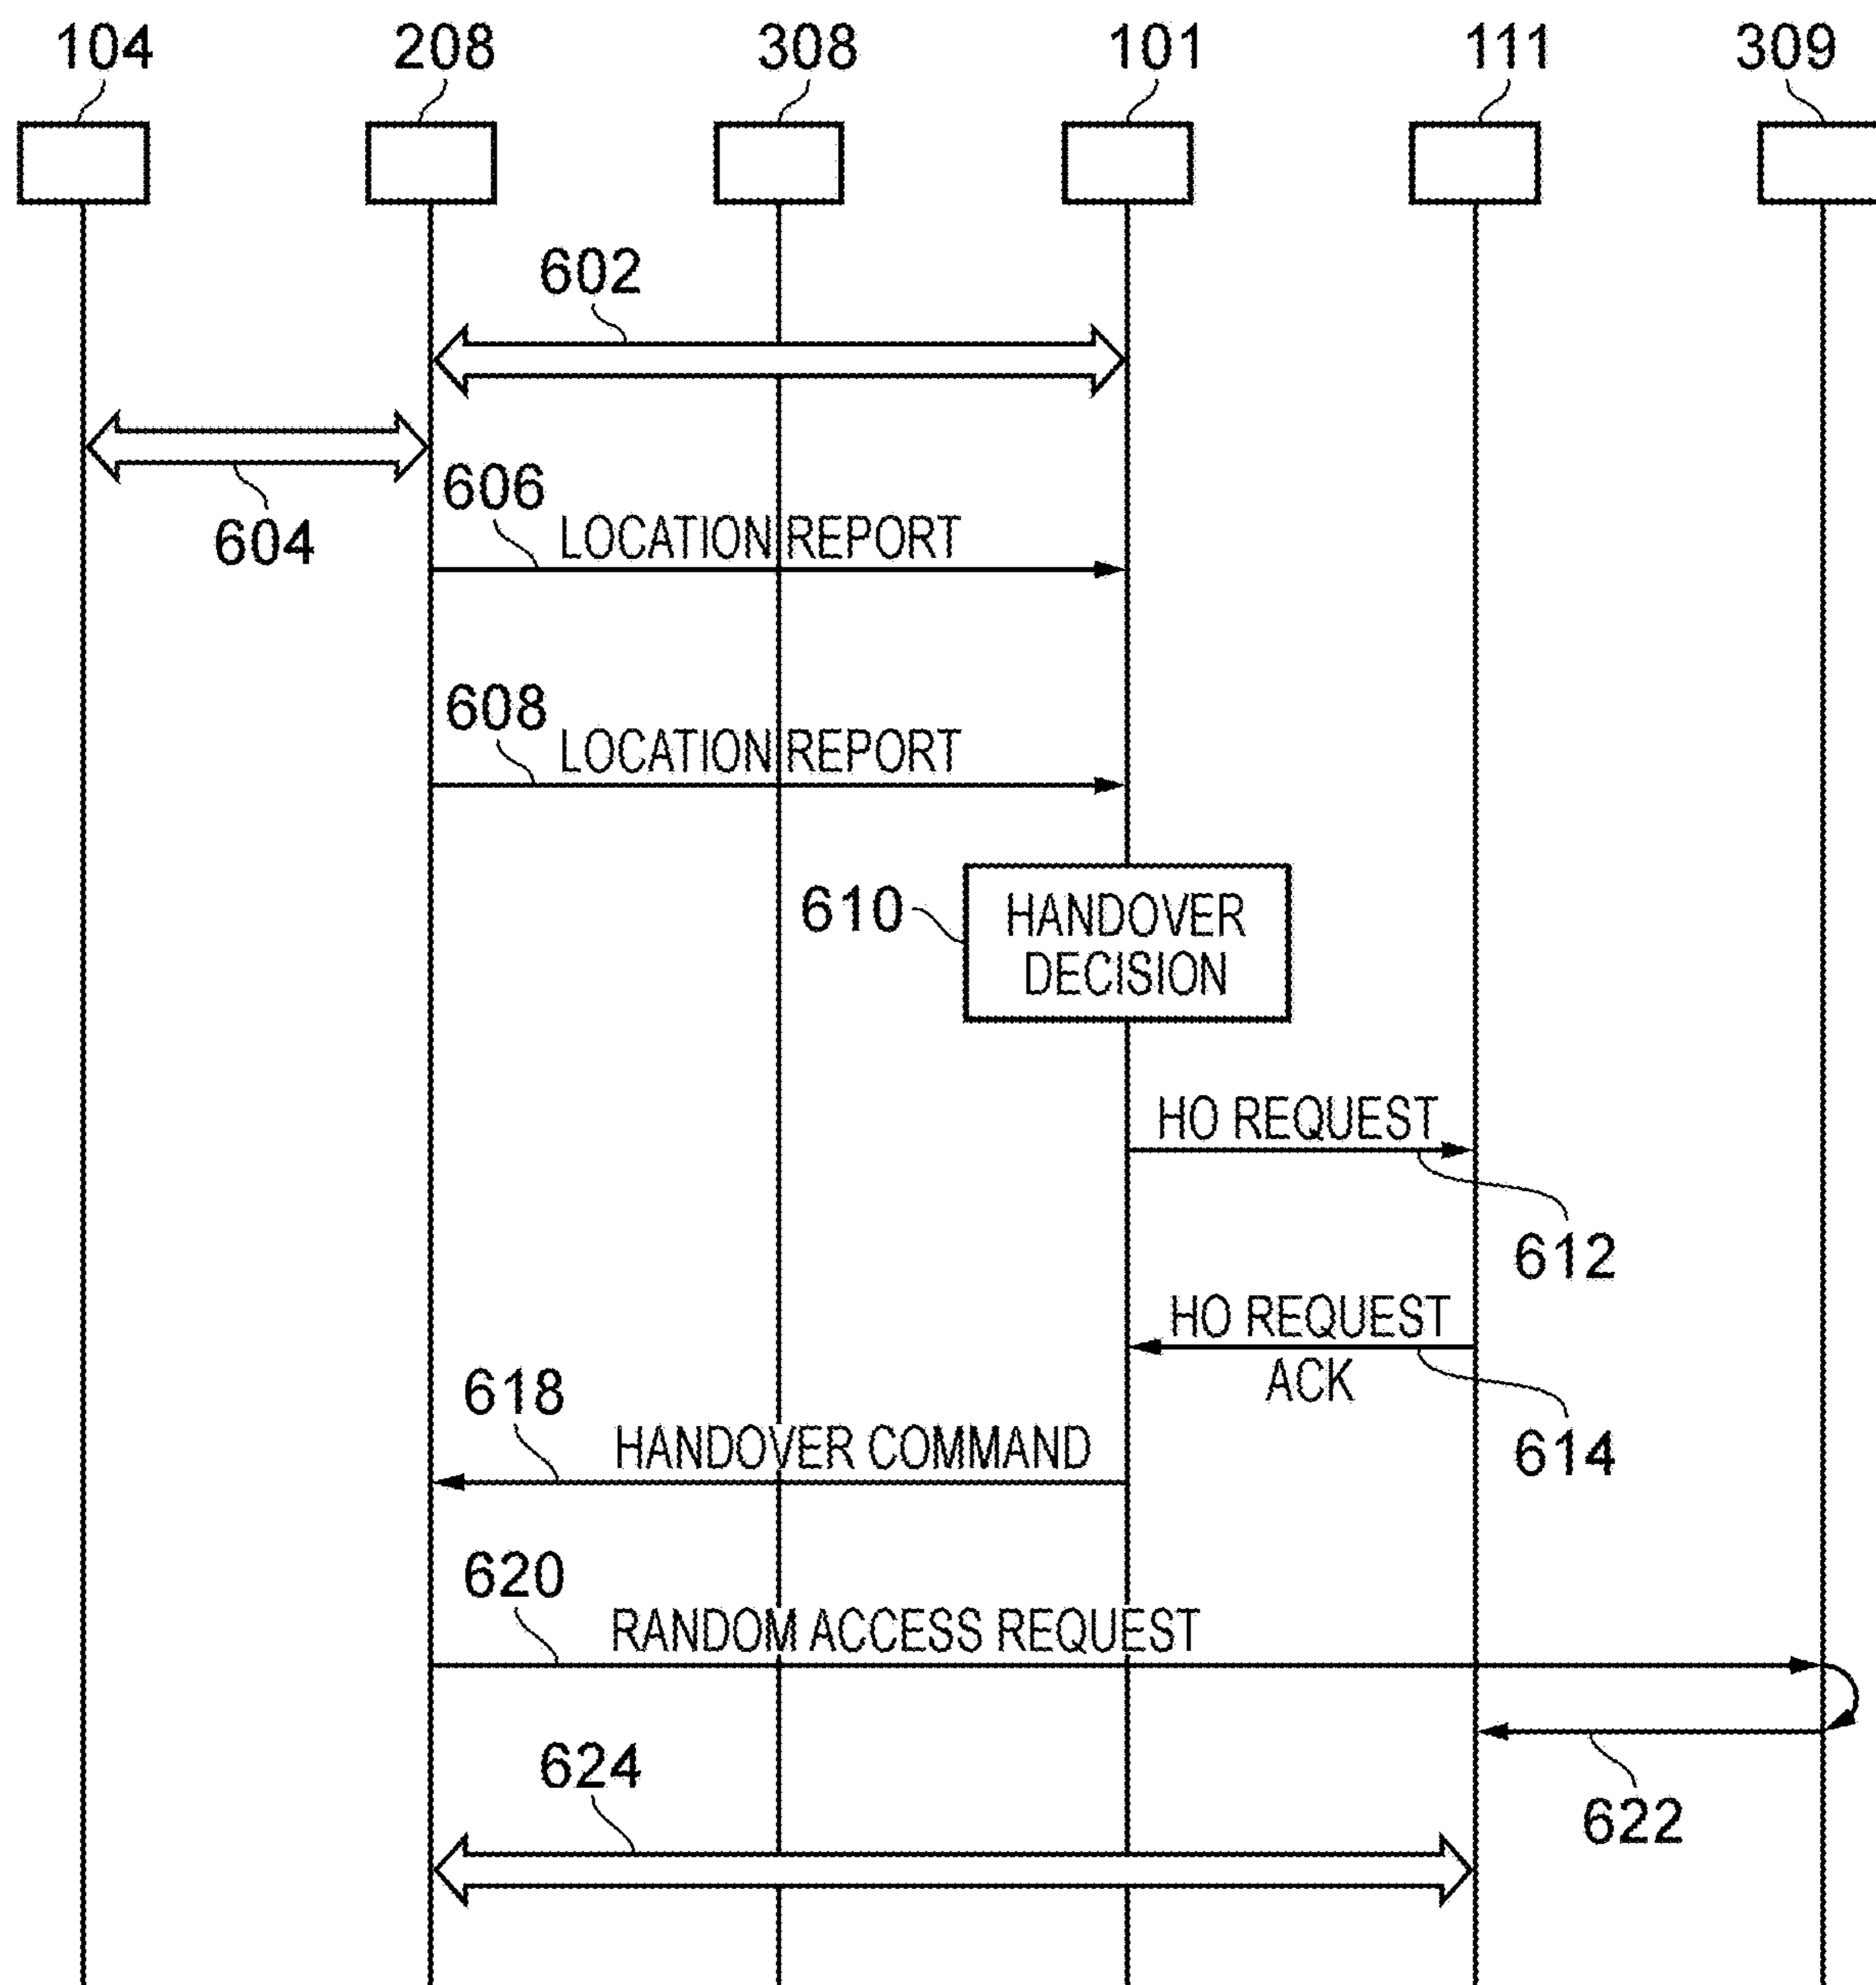 104 208 308 101 111 309
602
604
606
LOCATION REPORT
608
LOCATION REPORT
610
HANDOVER
DECISION
HO REQUEST
612
HO REQUEST
ACK
614
618
HANDOVER COMMAND
620
RANDOM ACCESS REQUEST
622
624